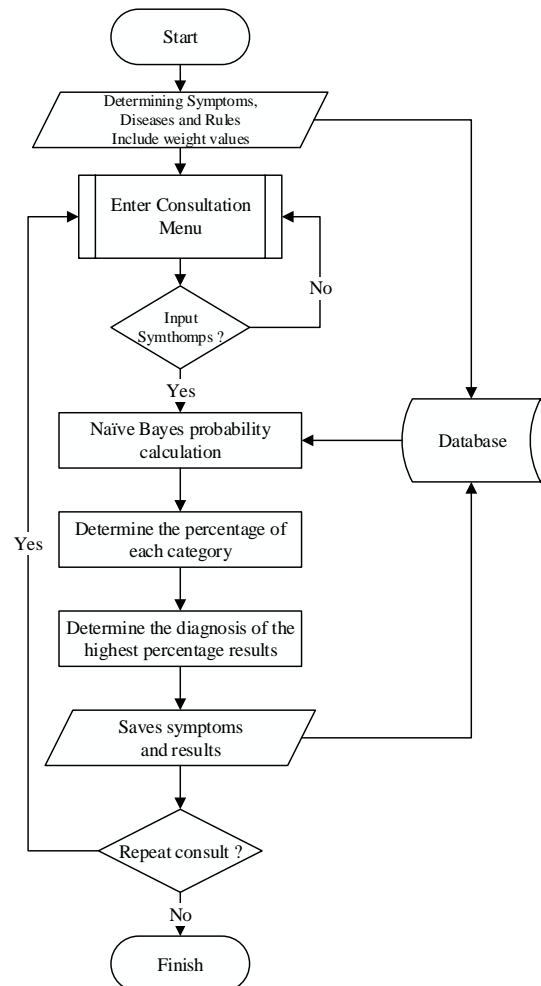 Start
Determining Symptoms,
Diseases and Rules
Include weight values
Enter Consultation
Menu
No
Input
Symthomps ?
Yes
Naïve Bayes probability
calculation
Database
Determine the percentage of
each category
Yes
Determine the diagnosis of the
highest percentage results
Saves symptoms
and results
Repeat consult ?
No
Finish